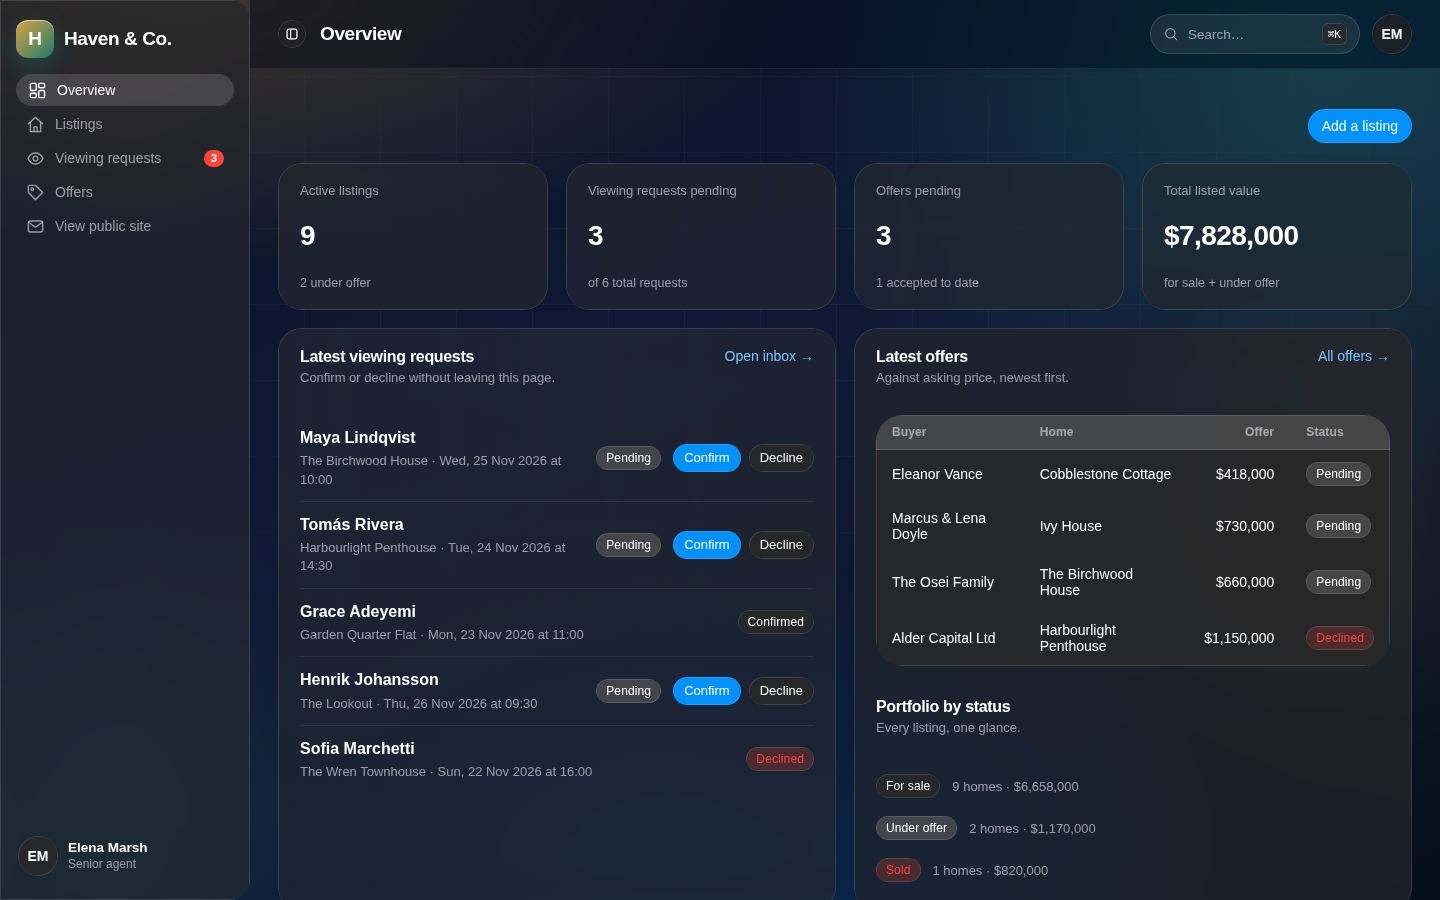 H
Haven & Co.
Overview
Listings
Viewing requests 3
Offers
View public site
EM
Elena Marsh
Senior agent
Overview
Search… ⌘K
EM
Add a listing
Active listings
9
2 under offer
Viewing requests pending
3
of 6 total requests
Offers pending
3
1 accepted to date
Total listed value
$7,828,000
for sale + under offer
Latest viewing requests
Open inbox →
Confirm or decline without leaving this page.
Maya Lindqvist
The Birchwood House · Wed, 25 Nov 2026 at
10:00
Pending Confirm Decline
Tomás Rivera
Harbourlight Penthouse · Tue, 24 Nov 2026 at
14:30
Pending Confirm Decline
Grace Adeyemi
Garden Quarter Flat · Mon, 23 Nov 2026 at 11:00
Confirmed
Henrik Johansson
The Lookout · Thu, 26 Nov 2026 at 09:30
Pending Confirm Decline
Sofia Marchetti
The Wren Townhouse · Sun, 22 Nov 2026 at 16:00
Declined
Latest offers
All offers →
Against asking price, newest first.
Buyer Home Offer Status
Eleanor Vance Cobblestone Cottage $418,000 Pending
Marcus & Lena
Doyle
Ivy House $730,000 Pending
The Osei Family
The Birchwood
House
$660,000 Pending
Alder Capital Ltd
Harbourlight
Penthouse
$1,150,000 Declined
Portfolio by status
Every listing, one glance.
For sale 9 homes · $6,658,000
Under offer 2 homes · $1,170,000
Sold 1 homes · $820,000